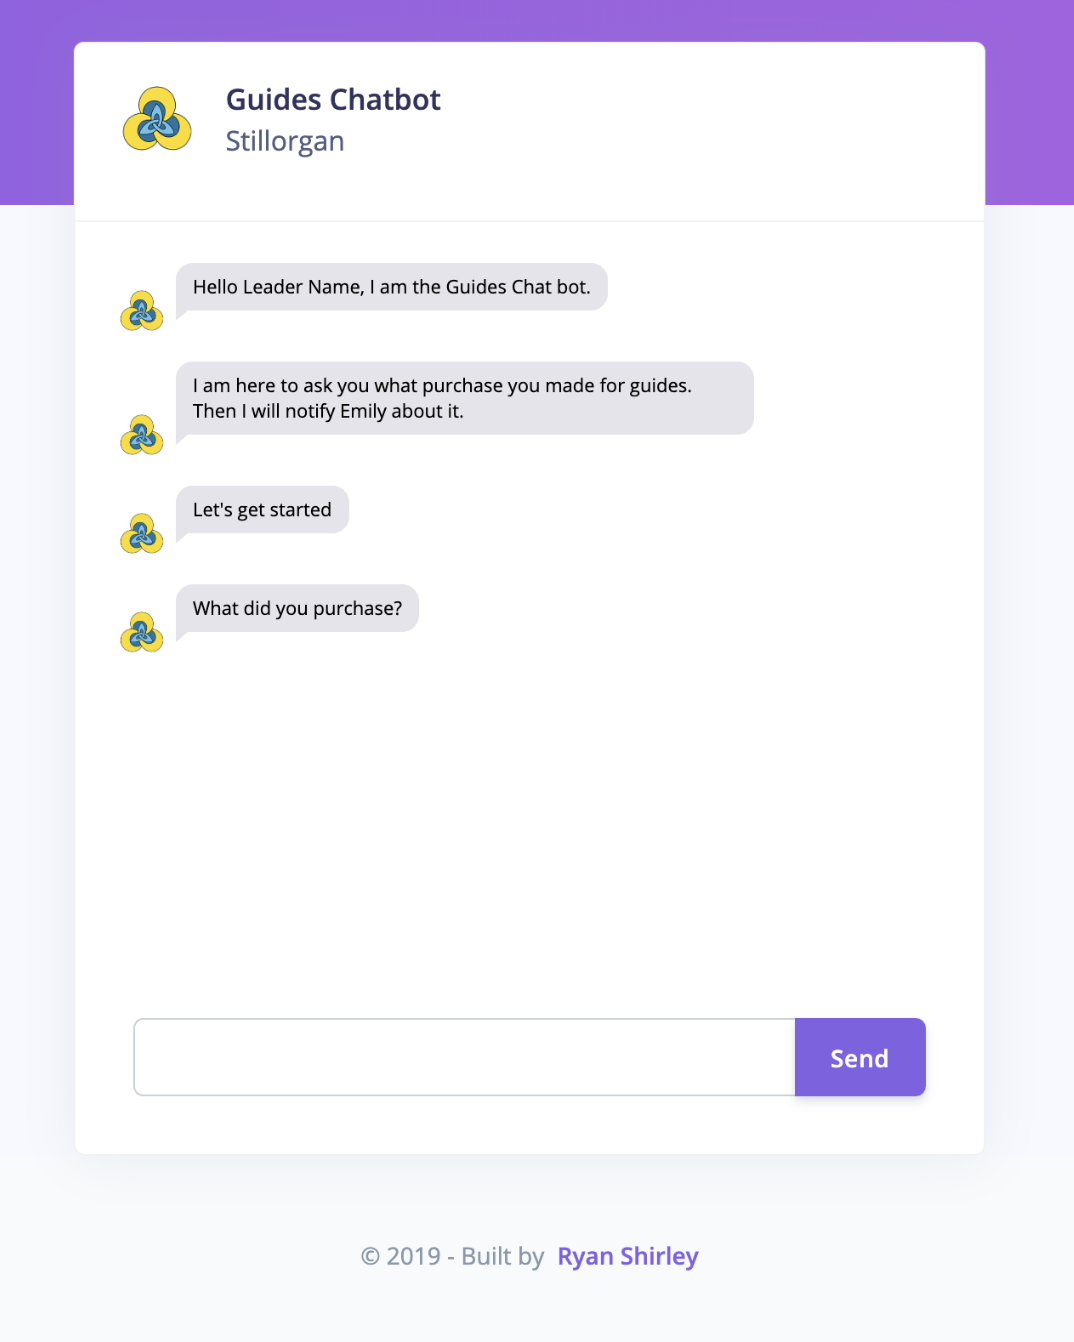 Guides Chatbot
Stillorgan
Hello Leader Name, I am the Guides Chat bot.
I am here to ask you what purchase you made for guides.
Then I will notify Emily about it.
Let's get started
What did you purchase?
Send
© 2019 - Built by Ryan Shirley